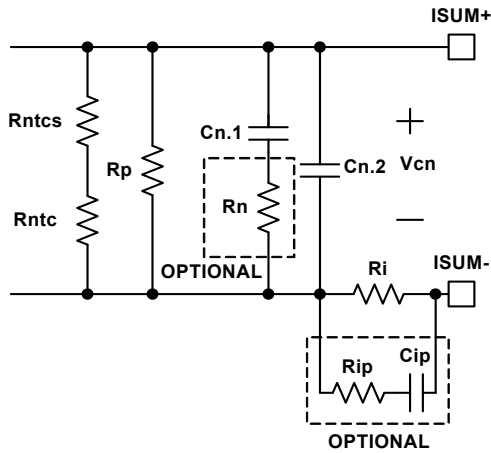 ISUM+
Rntcs
Cn.1
+
Rp
Cn.2
Vcn
Rntc
Rn
−
OPTIONAL
Ri
ISUM-
Rip
Cip
OPTIONAL